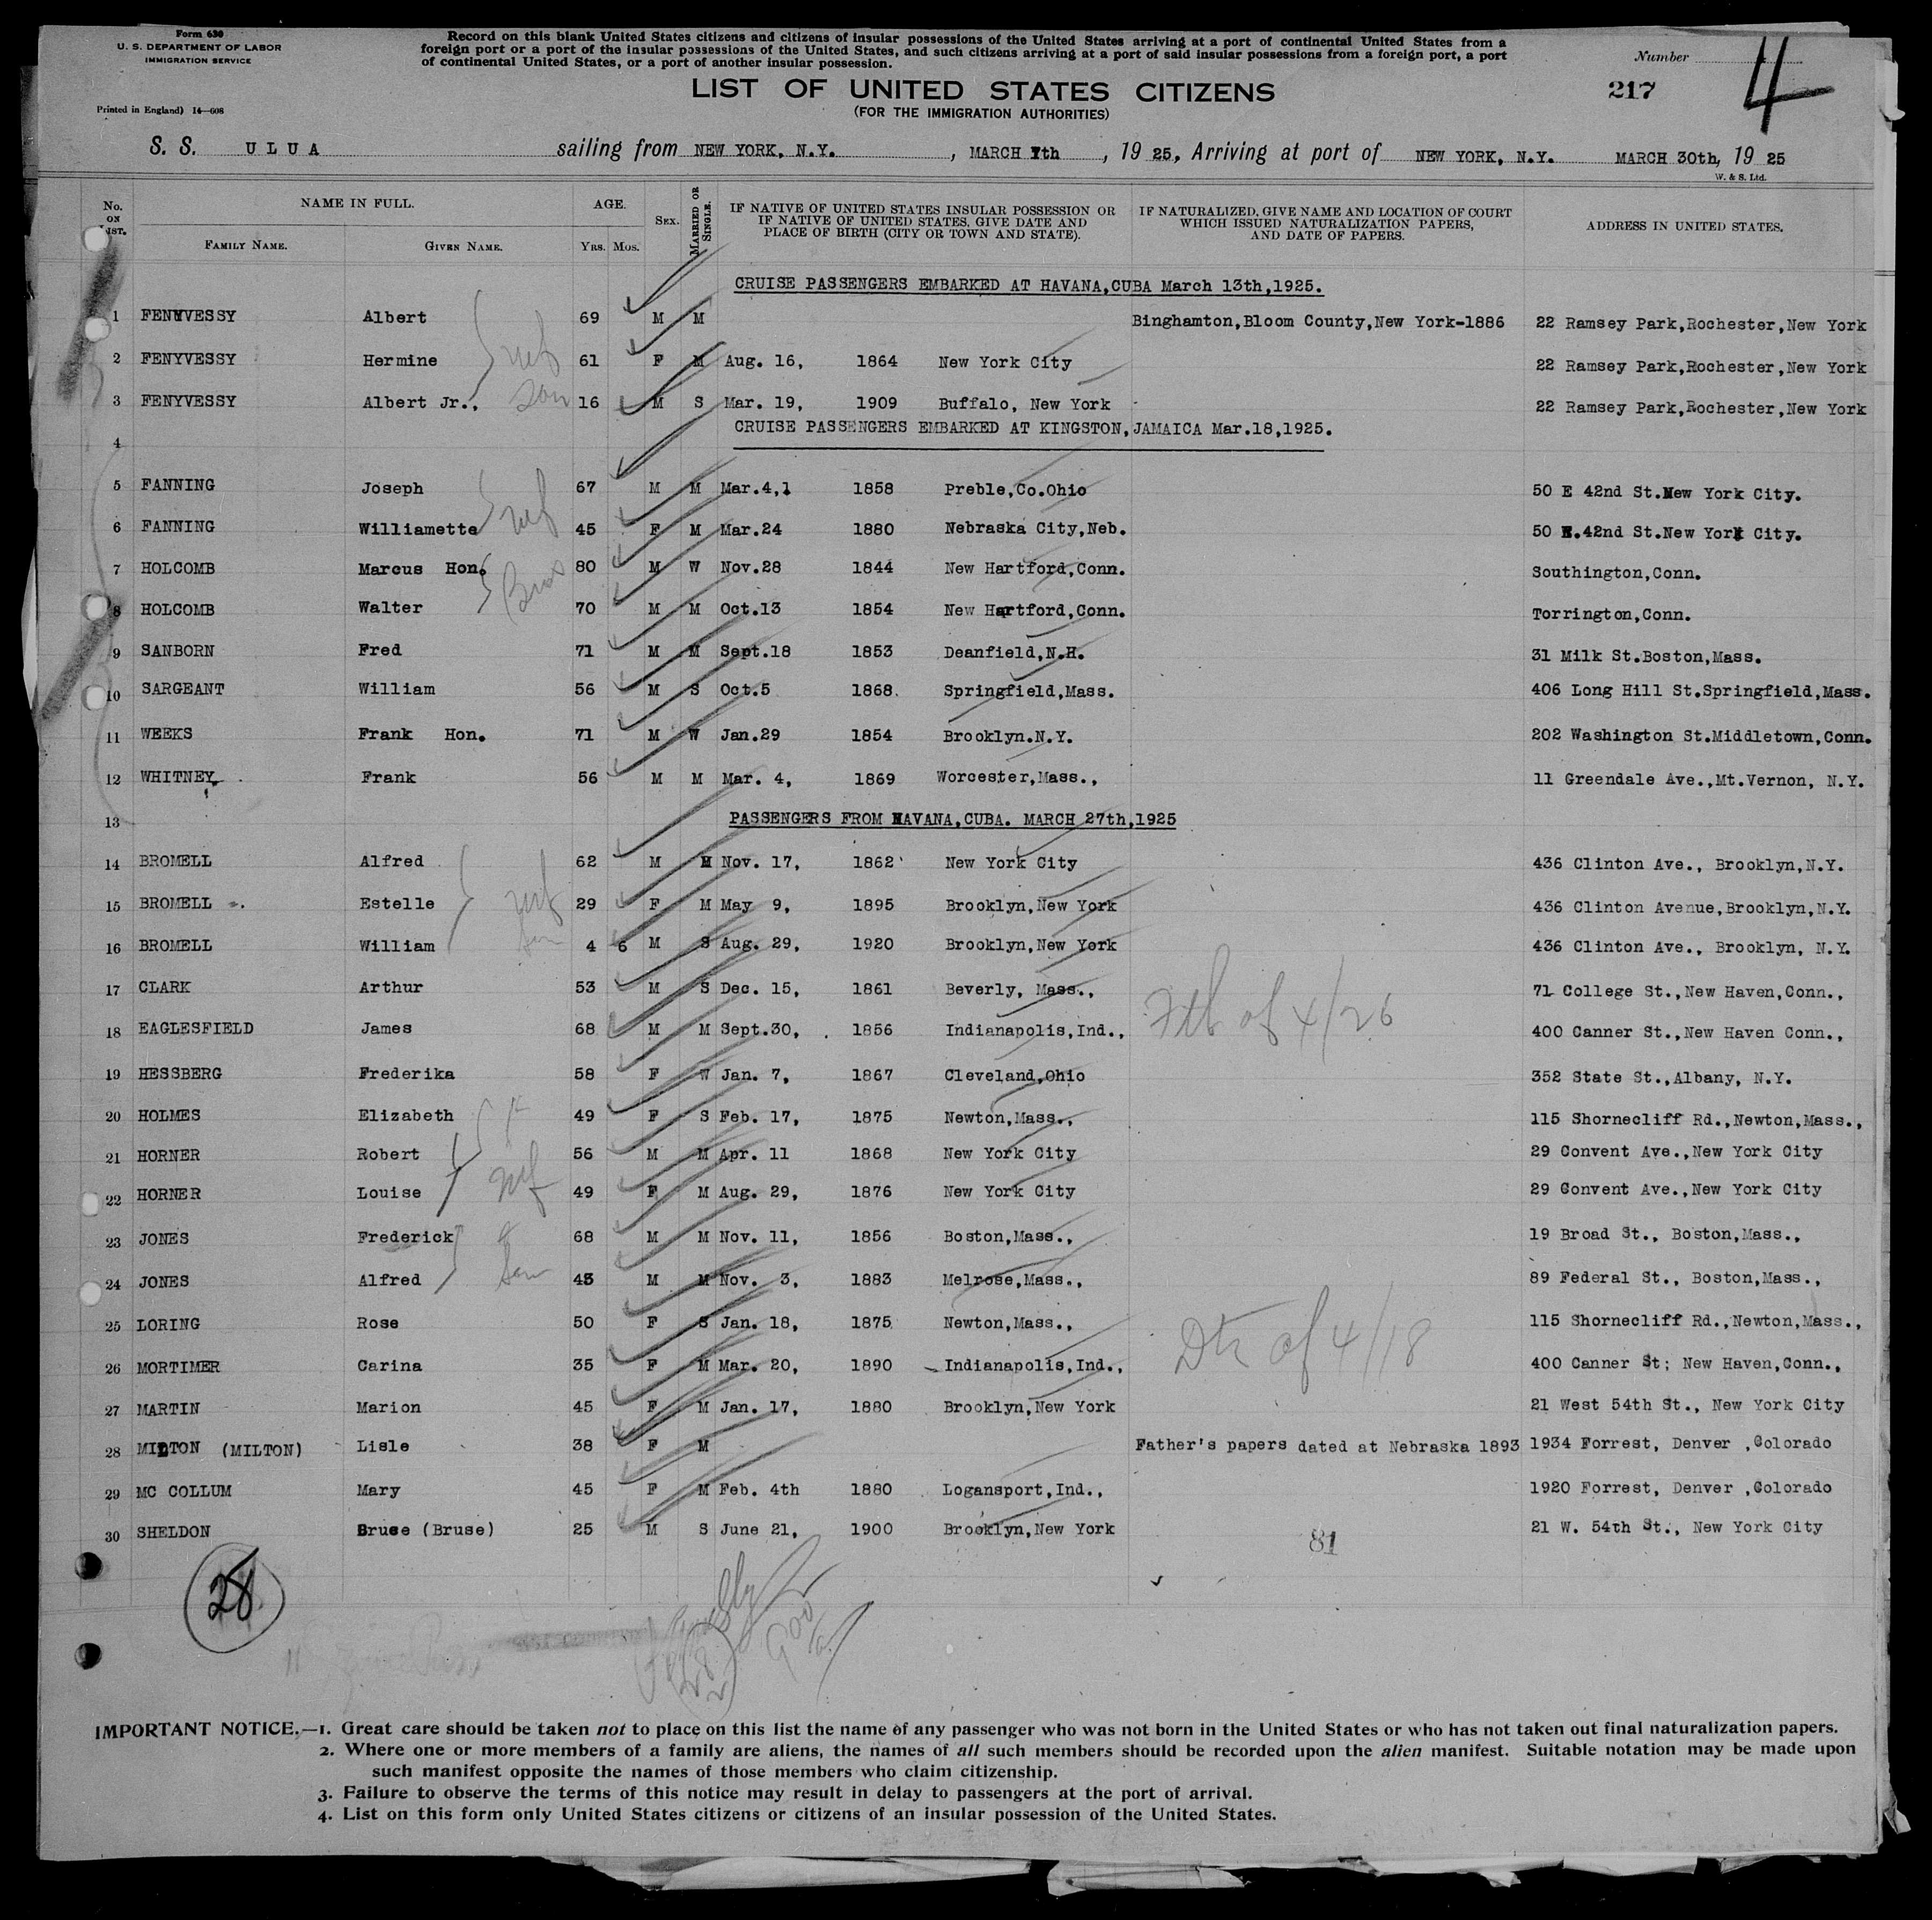 Form 630
U. S. DEPARTMENT OF LABOR
IMMIGRATION SERVICE
Printed in England) 14—608
Record on this blank United States citizens and citizens of insular possessions of the United States arriving at a port of continental United States from a
foreign port or a port of the insular possessions of the United States, and such citizens arriving at a port of said insular possessions from a foreign port, a port
of continental United States, or a port of another insular possession.
Number
4
217
LIST OF UNITED STATES CITIZENS
(FOR THE IMMIGRATION AUTHORITIES)
S. S. ULUA sailing from NEW YORK, N.Y. , MARCH 7th , 19 25, Arriving at port of NEW YORK, N.Y. MARCH 30th, 19 25
W. & S. Ltd.
No. ON LIST. NAME IN FULL. FAMILY NAME. GIVEN NAME. AGE. YRS. MOS. SEX. MARRIED OR SINGLE. IF NATIVE OF UNITED STATES INSULAR POSSESSION OR IF NATIVE OF UNITED STATES, GIVE DATE AND PLACE OF BIRTH (CITY OR TOWN AND STATE). IF NATURALIZED, GIVE NAME AND LOCATION OF COURT WHICH ISSUED NATURALIZATION PAPERS, AND DATE OF PAPERS. ADDRESS IN UNITED STATES.
CRUISE PASSENGERS EMBARKED AT HAVANA,CUBA March 13th,1925.
1 FENYVESSY Albert 69 M M Binghamton,Bloom County,New York-1886 22 Ramsey Park,Rochester,New York
2 FENYVESSY Hermine wf 61 F M Aug. 16, 1864 New York City 22 Ramsey Park,Rochester,New York
3 FENYVESSY Albert Jr., son 16 M S Mar. 19, 1909 Buffalo, New York 22 Ramsey Park,Rochester,New York
4 CRUISE PASSENGERS EMBARKED AT KINGSTON,JAMAICA Mar.18,1925.
5 FANNING Joseph 67 M M Mar.4,1 1858 Preble,Co.Ohio 50 E 42nd St.New York City.
6 FANNING Williamette wf 45 F M Mar.24 1880 Nebraska City,Neb. 50 E.42nd St.New York City.
7 HOLCOMB Marcus Hon. Bros 80 M W Nov.28 1844 New Hartford,Conn. Southington,Conn.
8 HOLCOMB Walter 70 M M Oct.13 1854 New Hartford,Conn. Torrington,Conn.
9 SANBORN Fred 71 M M Sept.18 1853 Deanfield,N.H. 31 Milk St.Boston,Mass.
10 SARGEANT William 56 M S Oct.5 1868. Springfield,Mass. 406 Long Hill St.Springfield,Mass.
11 WEEKS Frank Hon. 71 M W Jan.29 1854 Brooklyn.N.Y. 202 Washington St.Middletown,Conn.
12 WHITNEY Frank 56 M M Mar. 4, 1869 Worcester,Mass., 11 Greendale Ave.,Mt.Vernon, N.Y.
13 PASSENGERS FROM HAVANA,CUBA. MARCH 27th,1925
14 BROMELL Alfred 62 M M Nov. 17, 1862 New York City 436 Clinton Ave., Brooklyn,N.Y.
15 BROMELL Estelle wf 29 F M May 9, 1895 Brooklyn,New York 436 Clinton Avenue,Brooklyn,N.Y.
16 BROMELL William son 4 6 M S Aug. 29, 1920 Brooklyn,New York 436 Clinton Ave., Brooklyn, N.Y.
17 CLARK Arthur 53 M S Dec. 15, 1861 Beverly, Mass., 71 College St.,New Haven,Conn.,
18 EAGLESFIELD James 68 M M Sept.30, 1856 Indianapolis,Ind., Fth of 4/26 400 Canner St.,New Haven Conn.,
19 HESSBERG Frederika 58 F W Jan. 7, 1867 Cleveland,Ohio 352 State St.,Albany, N.Y.
20 HOLMES Elizabeth 49 F S Feb. 17, 1875 Newton,Mass., 115 Shornecliff Rd.,Newton,Mass.,
21 HORNER Robert 56 M M Apr. 11 1868 New York City 29 Convent Ave.,New York City
22 HORNER Louise wf 49 F M Aug. 29, 1876 New York City 29 Convent Ave.,New York City
23 JONES Frederick 68 M M Nov. 11, 1856 Boston,Mass., 19 Broad St., Boston,Mass.,
24 JONES Alfred son 43 M M Nov. 3, 1883 Melrose,Mass., 89 Federal St., Boston,Mass.,
25 LORING Rose 50 F S Jan. 18, 1875 Newton,Mass., 115 Shornecliff Rd.,Newton,Mass.,
26 MORTIMER Carina 35 F M Mar. 20, 1890 Indianapolis,Ind., Dtr of 4/18 400 Canner St; New Haven,Conn.,
27 MARTIN Marion 45 F M Jan. 17, 1880 Brooklyn,New York 21 West 54th St., New York City
28 MILTON (MILTON) Lisle 38 F M Father's papers dated at Nebraska 1893 1934 Forrest, Denver ,Colorado
29 MC COLLUM Mary 45 F M Feb. 4th 1880 Logansport,Ind., 1920 Forrest, Denver ,Colorado
30 SHELDON Bruse (Bruse) 25 M S June 21, 1900 Brooklyn,New York 21 W. 54th St., New York City
81
28
IMPORTANT NOTICE.—1. Great care should be taken not to place on this list the name of any passenger who was not born in the United States or who has not taken out final naturalization papers.
2. Where one or more members of a family are aliens, the names of all such members should be recorded upon the alien manifest. Suitable notation may be made upon
such manifest opposite the names of those members who claim citizenship.
3. Failure to observe the terms of this notice may result in delay to passengers at the port of arrival.
4. List on this form only United States citizens or citizens of an insular possession of the United States.